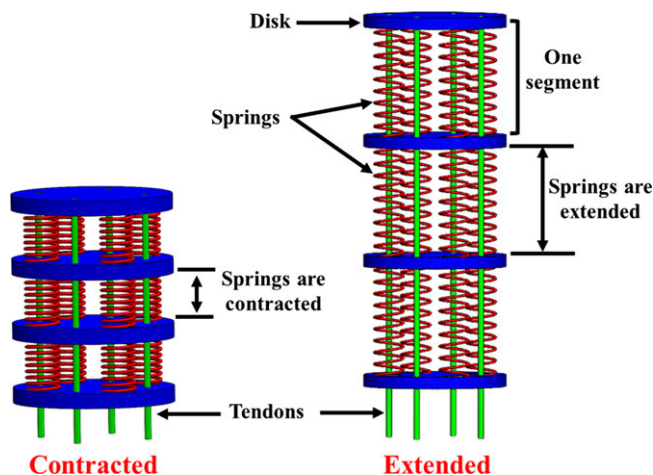 Disk
One
segment
Springs
Springs are
extended
Springs are
contracted
Tendons
Contracted
Extended